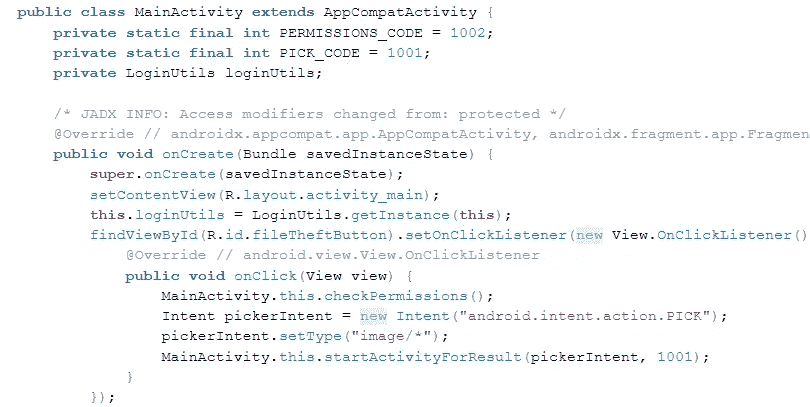 public class MainActivity extends AppCompatActivity {
private static final int PERMISSIONS_CODE = 1002;
private static final int PICK_CODE = 1001;
private LoginUtils loginUtils;
/* JADX INFO: Access modifiers changed from: protected */
@Override // androidx.appcompat.app.AppCompatActivity, androidx.fragment.app.Fragmen
public void onCreate(Bundle savedInstanceState) {
super.onCreate(savedInstanceState);
setContentView(R.layout.activity_main);
this.loginUtils = LoginUtils.getInstance(this);
findViewById(R.id.fileTheftButton).setOnClickListener(new View.OnClickListener()
@Override // android.view.View.OnClickListener
public void onClick(View view) {
MainActivity.this.checkPermissions();
Intent pickerIntent = new Intent("android.intent.action.PICK");
pickerIntent.setType("image/*");
MainActivity.this.startActivityForResult(pickerIntent, 1001);
}
});